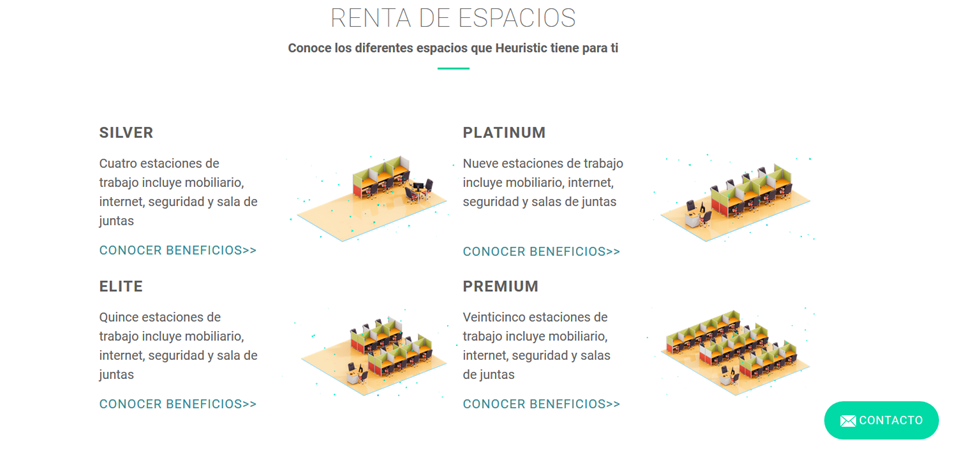 RENTA DE ESPACIOS
Conoce los diferentes espacios que Heuristic tiene para ti
SILVER
Cuatro estaciones de
trabajo incluye mobiliario,
internet, seguridad y sala de
juntas
CONOCER BENEFICIOS>>
PLATINUM
Nueve estaciones de trabajo
incluye mobiliario, internet,
seguridad y salas de juntas
CONOCER BENEFICIOS>>
ELITE
Quince estaciones de
trabajo incluye mobiliario,
internet, seguridad y sala de
juntas
CONOCER BENEFICIOS>>
PREMIUM
Veinticinco estaciones de
trabajo incluye mobiliario,
internet, seguridad y salas
de juntas
CONOCER BENEFICIOS>>
CONTACTO